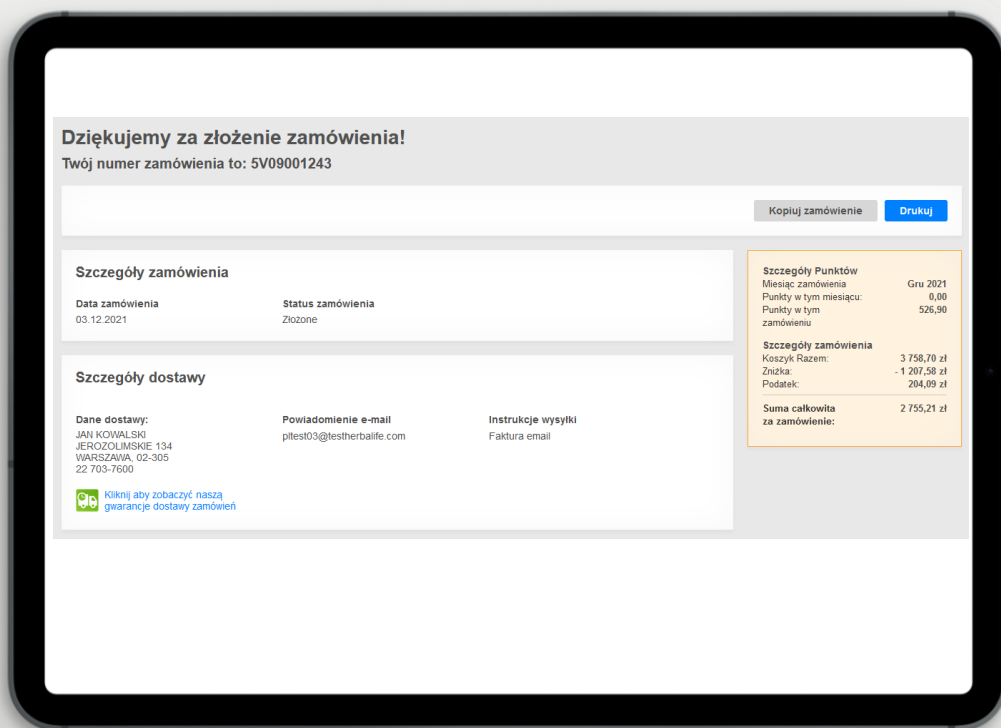 Dziękujemy za złożenie zamówienia!
Twój numer zamówienia to: 5V09001243
Kopiuj zamówienie
Drukuj
Szczegóły zamówienia
Data zamówienia
03.12.2021
Status zamówienia
Złożone
Szczegóły dostawy
Dane dostawy:
JAN KOWALSKI
JEROZOLIMSKIE 134
WARSZAWA, 02-305
22 703-7600
Powiadomienie e-mail
pltest03@testherbalife.com
Instrukcje wysyłki
Faktura email
Kliknij aby zobaczyć naszą
gwarancje dostawy zamówień
Szczegóły Punktów
Miesiąc zamówienia Gru 2021
Punkty w tym miesiącu: 0,00
Punkty w tym 526,90
zamówieniu
Szczegóły zamówienia
Koszyk Razem: 3 758,70 zł
Zniżka: - 1 207,58 zł
Podatek: 204,09 zł
Suma całkowita 2 755,21 zł
za zamówienie: